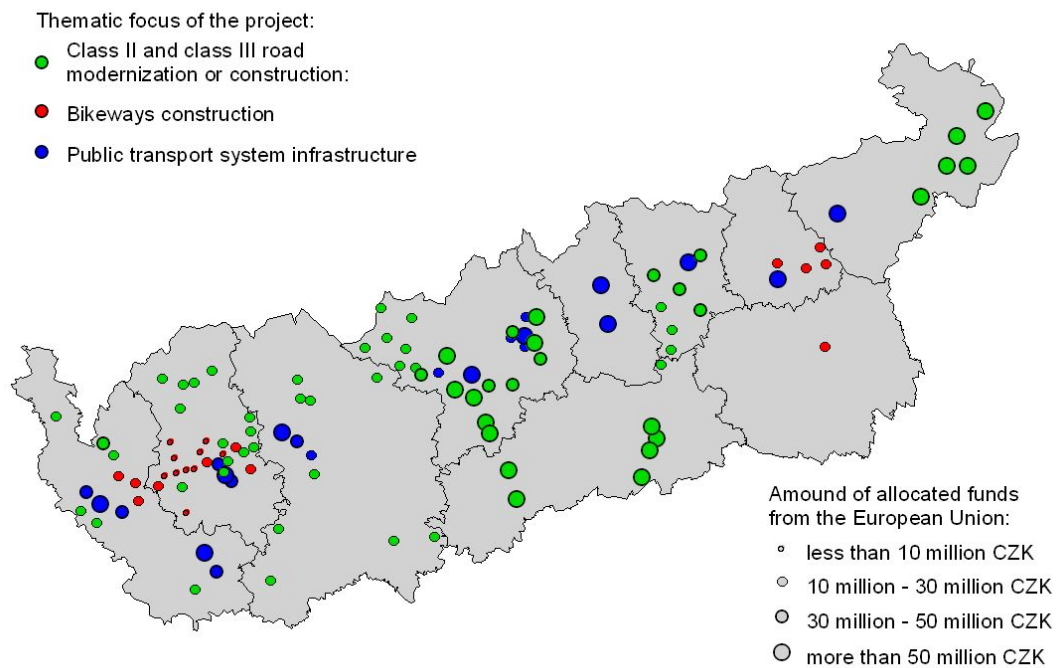 Thematic focus of the project:
Class II and class III road
modernization or construction:
Bikeways construction
Public transport system infrastructure
Amound of allocated funds
from the European Union:
less than 10 million CZK
10 million - 30 million CZK
30 million - 50 million CZK
more than 50 million CZK